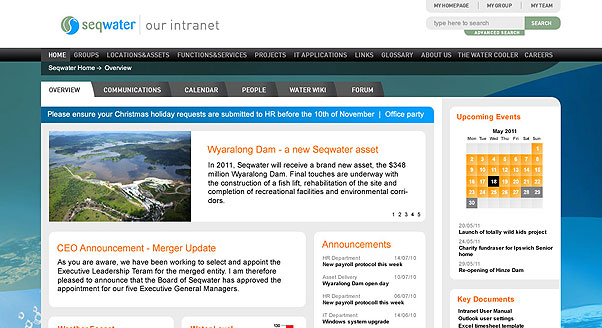 MY HOMEPAGE MY GROUP MY TEAM
seqwater our intranet
type here to search SEARCH
ADVANCED SEARCH
HOME GROUPS LOCATIONS&ASSETS FUNCTIONS&SERVICES PROJECTS IT APPLICATIONS LINKS GLOSSARY ABOUT US THE WATER COOLER CAREERS
Seqwater Home → Overview
OVERVIEW COMMUNICATIONS CALENDAR PEOPLE WATER WIKI FORUM
Please ensure your Christmas holiday requests are submitted to HR before the 10th of November | Office party
Wyaralong Dam - a new Seqwater asset
In 2011, Seqwater will receive a brand new asset, the $348
million Wyaralong Dam. Final touches are underway with
the construction of a fish lift, rehabilitation of the site and
completion of recreational facilities and environmental corri-
dors.
1 2 3 4 5
CEO Announcement - Merger Update
As you are aware, we have been working to select and appoint the
Executive Leadership Teram for the merged entity. I am therefore
pleased to announce that the Board of Seqwater has approved the
appointment for our five Executive General Managers.
Announcements
HR Department 14/07/10
New payroll protocol this week
Asset Delivery 10/07/10
Wyaralong Dam open day
HR Department 06/07/10
New payroll protocol this week
IT Department 14/06/10
Windows system upgrade
Upcoming Events
May 2011
Mon Tue Wed Thu Fri Sat Sun
1
2 3 4 5 6 7 8
9 10 11 12 13 14 15
16 17 18 19 20 21 22
23 24 25 26 27 28 29
30
20/05/11
Launch of totally wild kids project
24/05/11
Charity fundraiser for Ipswich Senior
home
29/05/11
Re-opening of Hinze Dam
Key Documents
Intranet User Manual
Outlook user settings
Excel timesheet template
100